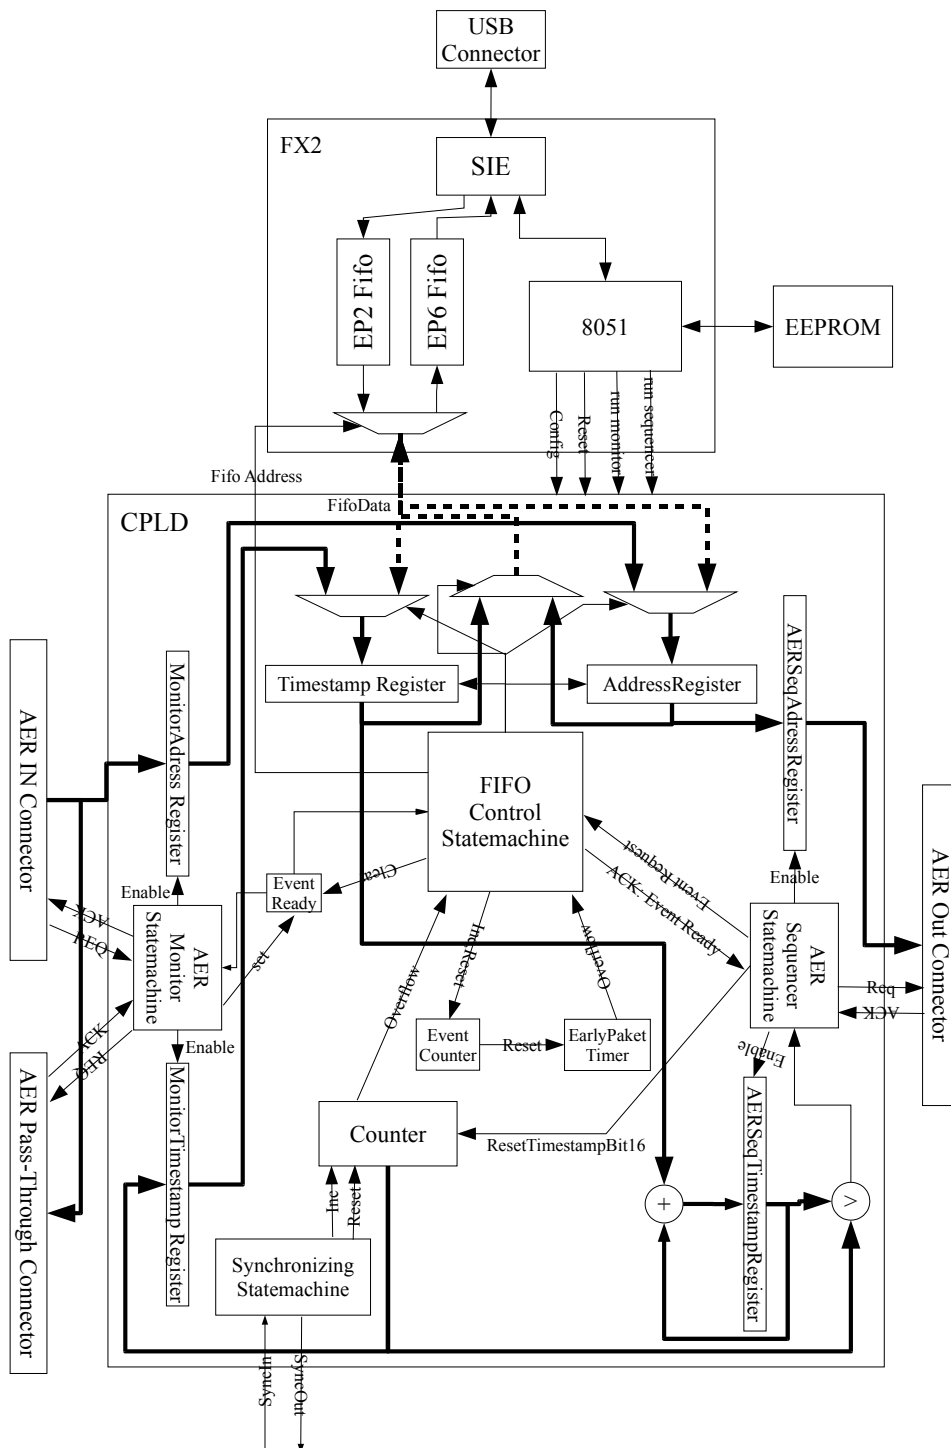 USB
Connector
FX2
SIE
EP2 Fifo
EP6 Fifo
8051
EEPROM
Config
Reset
run monitor
run sequencer
Fifo Address
FifoData
CPLD
Timestamp Register
AddressRegister
MonitorAdress Register
AERSeqAdressRegister
AER IN Connector
FIFO
Control
Statemachine
Event
Ready
Clear
Event Request
ACK: Event Ready
Enable
Enable
ACK
REQ
AER
Monitor
Statemachine
set
AER
Sequencer
Statemachine
AER Out Connector
Req
ACK
Overflow
Inc
Reset
Overflow
Event
Counter
Reset
EarlyPaket
Timer
ACK
REQ
Enable
Enable
AER Pass-Through Connector
MonitorTimestamp Register
Counter
ResetTimestampBit16
AERSeqTimestampRegister
+
>
Inc
Reset
Synchronizing
Statemachine
SyncIn
SyncOut